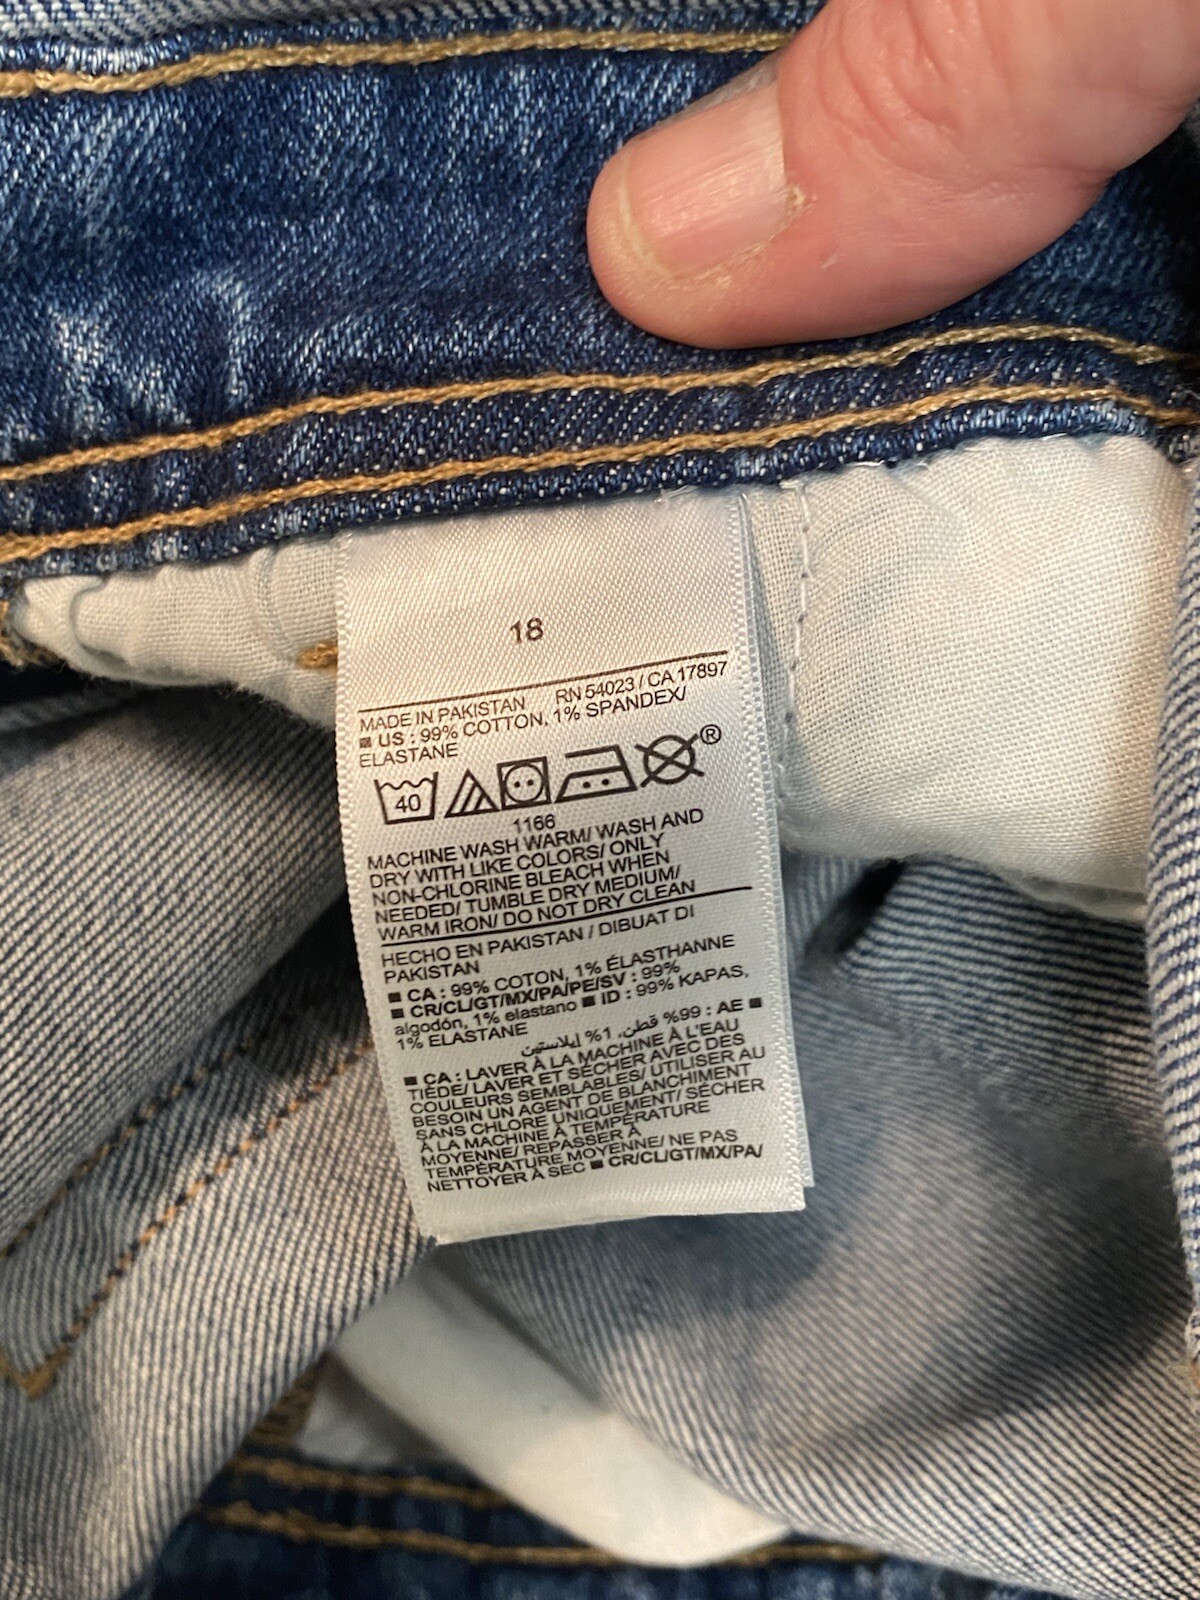 18
MADE IN PAKISTAN RN 54023 / CA 17897
■ US : 99% COTTON, 1% SPANDEX/
ELASTANE
40 ®
1166
MACHINE WASH WARM/ WASH AND
DRY WITH LIKE COLORS/ ONLY
NON-CHLORINE BLEACH WHEN
NEEDED/ TUMBLE DRY MEDIUM/
WARM IRON/ DO NOT DRY CLEAN
HECHO EN PAKISTAN / DIBUAT DI
PAKISTAN
■ CA : 99% COTON, 1% ÉLASTHANNE
■ CR/CL/GT/MX/PA/PE/SV : 99%
algodón, 1% elastano ■ ID : 99% KAPAS,
1% ELASTANE
■ AE : 99% قطن, 1% إيلاستين
■ CA : LAVER À LA MACHINE À L'EAU
TIÈDE/ LAVER ET SÉCHER AVEC DES
COULEURS SEMBLABLES/ UTILISER AU
BESOIN UN AGENT DE BLANCHIMENT
SANS CHLORE UNIQUEMENT/ SÉCHER
À LA MACHINE À TEMPÉRATURE
MOYENNE/ REPASSER À
TEMPÉRATURE MOYENNE/ NE PAS
NETTOYER À SEC ■ CR/CL/GT/MX/PA/